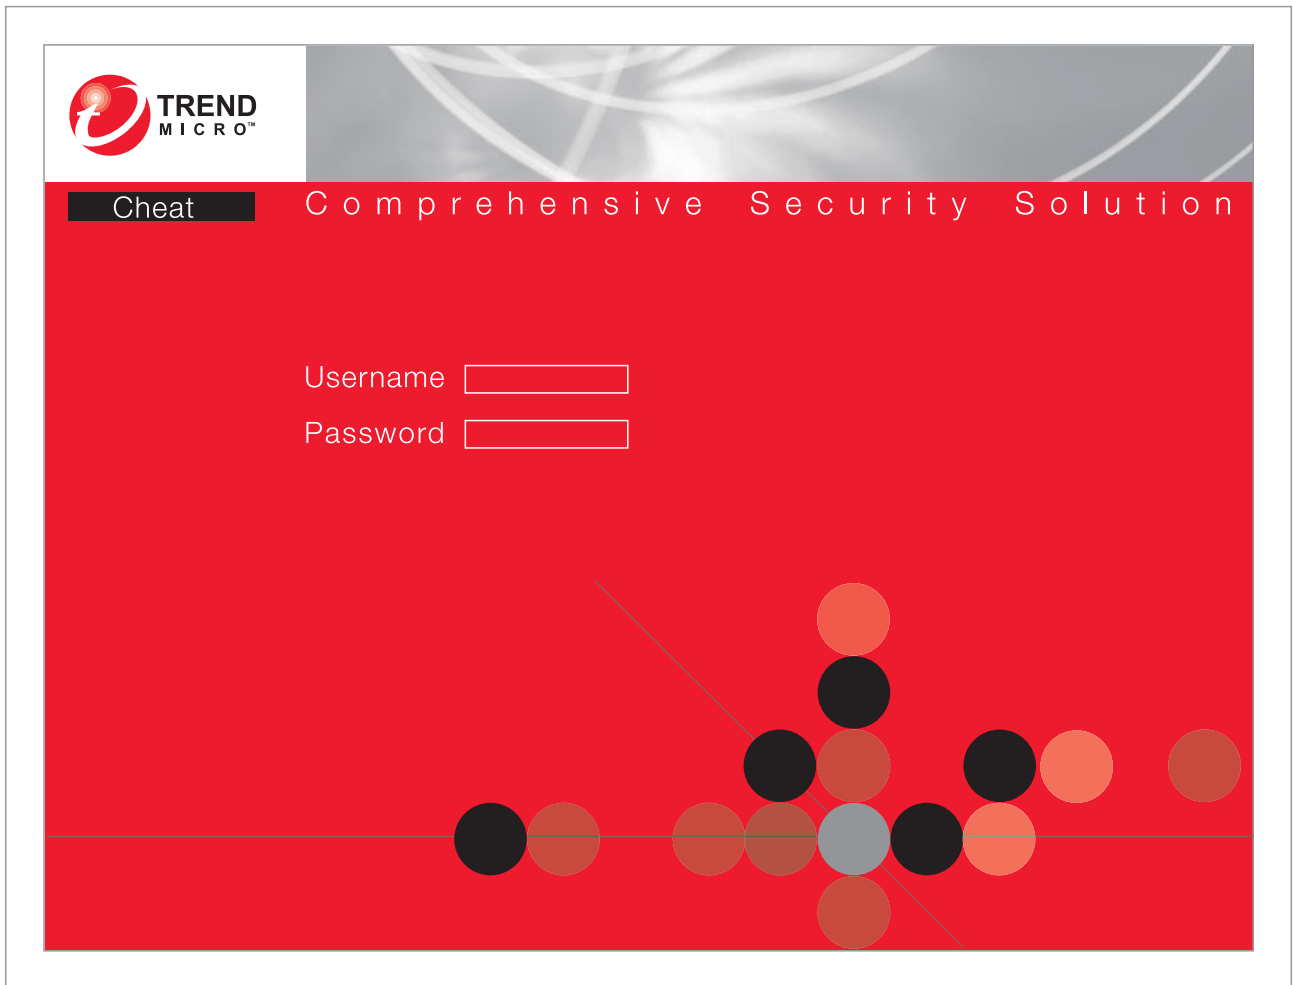 TREND
MICRO™
Cheat
Comprehensive Security Solution
Username
Password